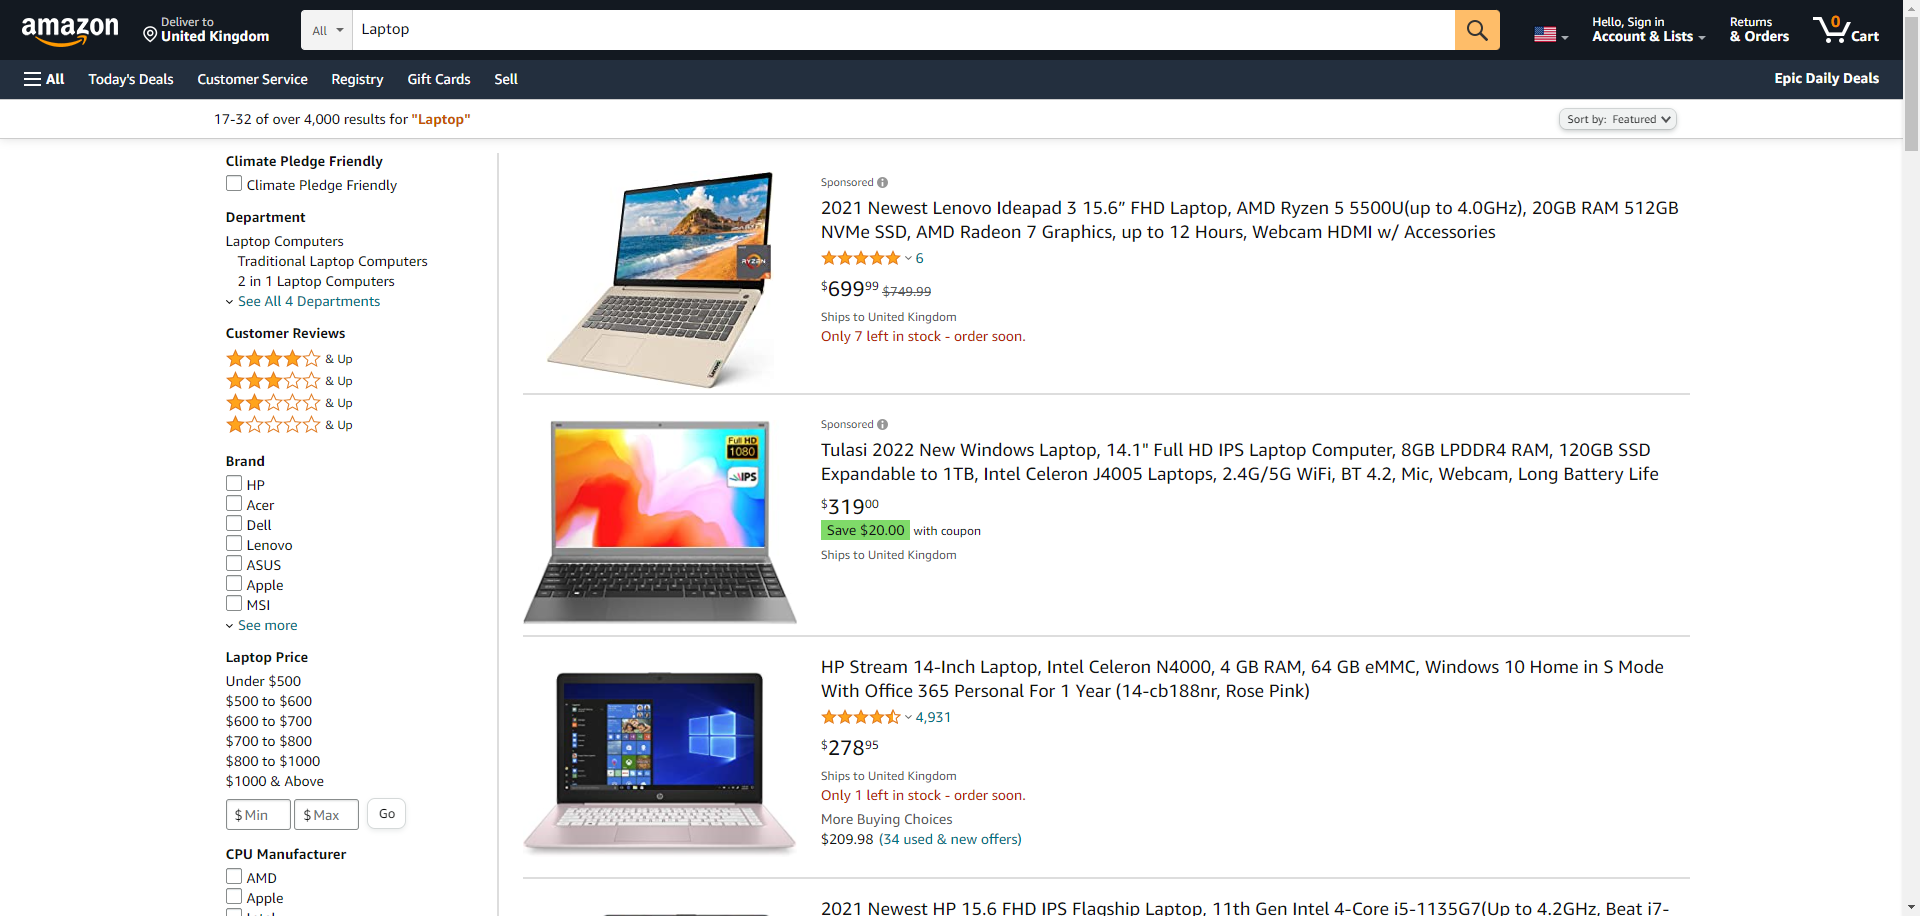 amazon
Deliver to
United Kingdom
All
Laptop
Hello, Sign in
Account & Lists
Returns
& Orders
0
Cart
All
Today's Deals
Customer Service
Registry
Gift Cards
Sell
Epic Daily Deals
17-32 of over 4,000 results for "Laptop"
Sort by: Featured
Climate Pledge Friendly
Climate Pledge Friendly
Department
Laptop Computers
Traditional Laptop Computers
2 in 1 Laptop Computers
See All 4 Departments
Customer Reviews
& Up
& Up
& Up
& Up
Brand
HP
Acer
Dell
Lenovo
ASUS
Apple
MSI
See more
Laptop Price
Under $500
$500 to $600
$600 to $700
$700 to $800
$800 to $1000
$1000 & Above
$ Min
$ Max
Go
CPU Manufacturer
AMD
Apple
RYZEN
Lenovo
Sponsored
2021 Newest Lenovo Ideapad 3 15.6” FHD Laptop, AMD Ryzen 5 5500U(up to 4.0GHz), 20GB RAM 512GB
NVMe SSD, AMD Radeon 7 Graphics, up to 12 Hours, Webcam HDMI w/ Accessories
6
$699 99 $749.99
Ships to United Kingdom
Only 7 left in stock - order soon.
Full HD
1080
IPS
Sponsored
Tulasi 2022 New Windows Laptop, 14.1" Full HD IPS Laptop Computer, 8GB LPDDR4 RAM, 120GB SSD
Expandable to 1TB, Intel Celeron J4005 Laptops, 2.4G/5G WiFi, BT 4.2, Mic, Webcam, Long Battery Life
$319 00
Save $20.00 with coupon
Ships to United Kingdom
HP Stream 14-Inch Laptop, Intel Celeron N4000, 4 GB RAM, 64 GB eMMC, Windows 10 Home in S Mode
With Office 365 Personal For 1 Year (14-cb188nr, Rose Pink)
4,931
$278 95
Ships to United Kingdom
Only 1 left in stock - order soon.
More Buying Choices
$209.98 (34 used & new offers)
2021 Newest HP 15.6 FHD IPS Flagship Laptop, 11th Gen Intel 4-Core i5-1135G7(Up to 4.2GHz, Beat i7-